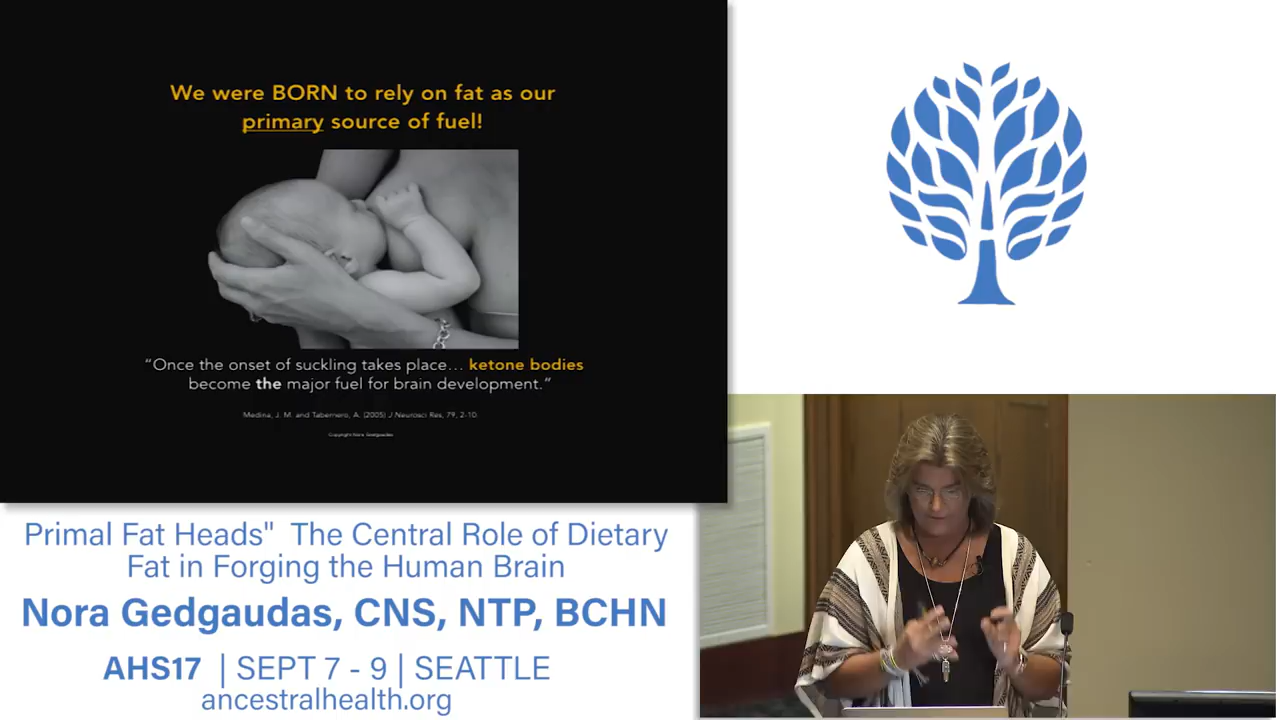 We were BORN to rely on fat as our
primary source of fuel!
“Once the onset of suckling takes place… ketone bodies
become the major fuel for brain development.”
Medina, J. M. and Tabernero, A. (2005) J Neurosci Res, 79, 2-10.
Copyright Nora Gedgaudas
Primal Fat Heads" The Central Role of Dietary
Fat in Forging the Human Brain
Nora Gedgaudas, CNS, NTP, BCHN
AHS17 | SEPT 7 - 9 | SEATTLE
ancestralhealth.org